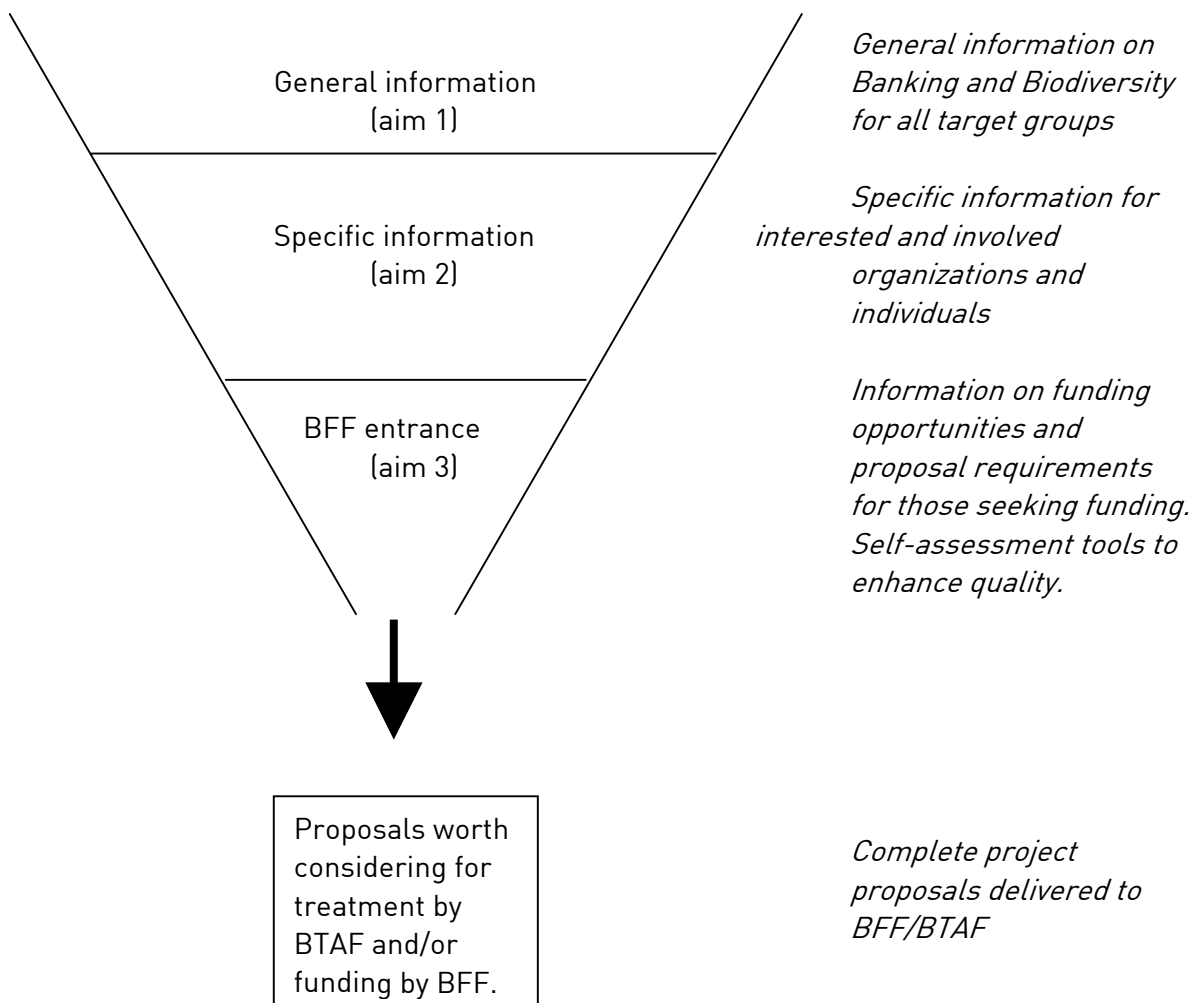 General information
(aim 1)
General information on
Banking and Biodiversity
for all target groups
Specific information
(aim 2)
Specific information for
interested and involved
organizations and
individuals
BFF entrance
(aim 3)
Information on funding
opportunities and
proposal requirements
for those seeking funding.
Self-assessment tools to
enhance quality.
Proposals worth
considering for
treatment by
BTAF and/or
funding by BFF.
Complete project
proposals delivered to
BFF/BTAF